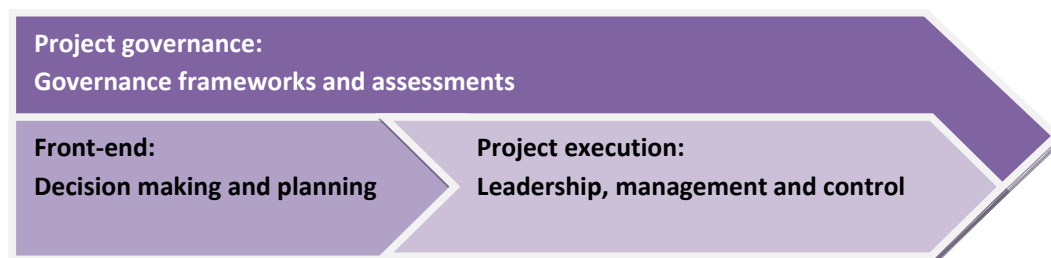 Project governance:
Governance frameworks and assessments
Front-end:
Decision making and planning
Project execution:
Leadership, management and control